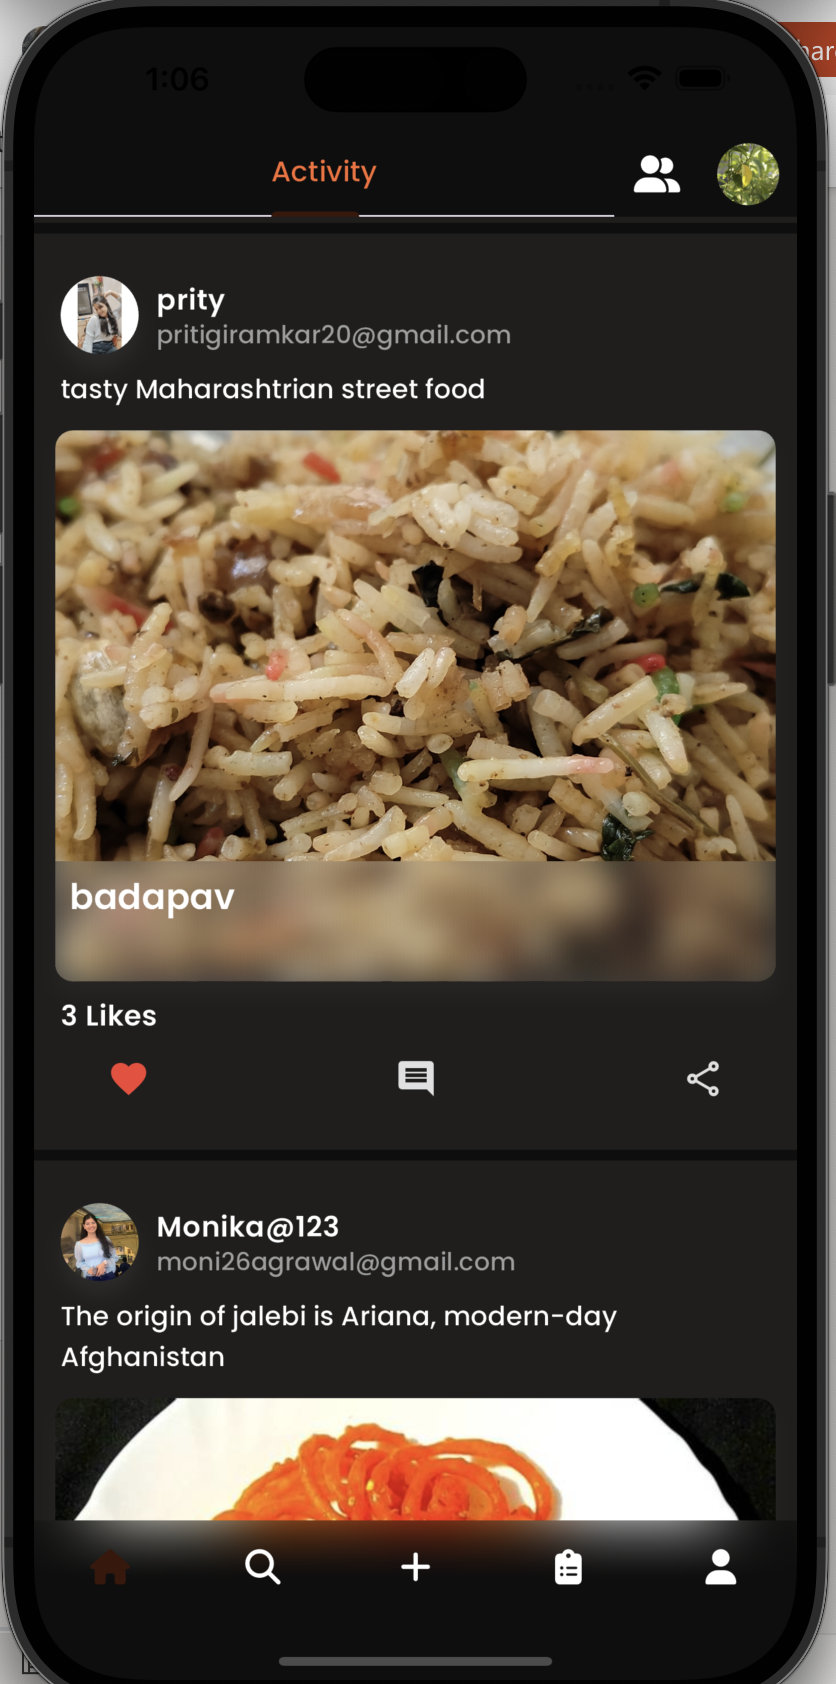 1:06
Activity
prity
pritigiramkar20@gmail.com
tasty Maharashtrian street food
badapav
3 Likes
Monika@123
moni26agrawal@gmail.com
The origin of jalebi is Ariana, modern-day
Afghanistan